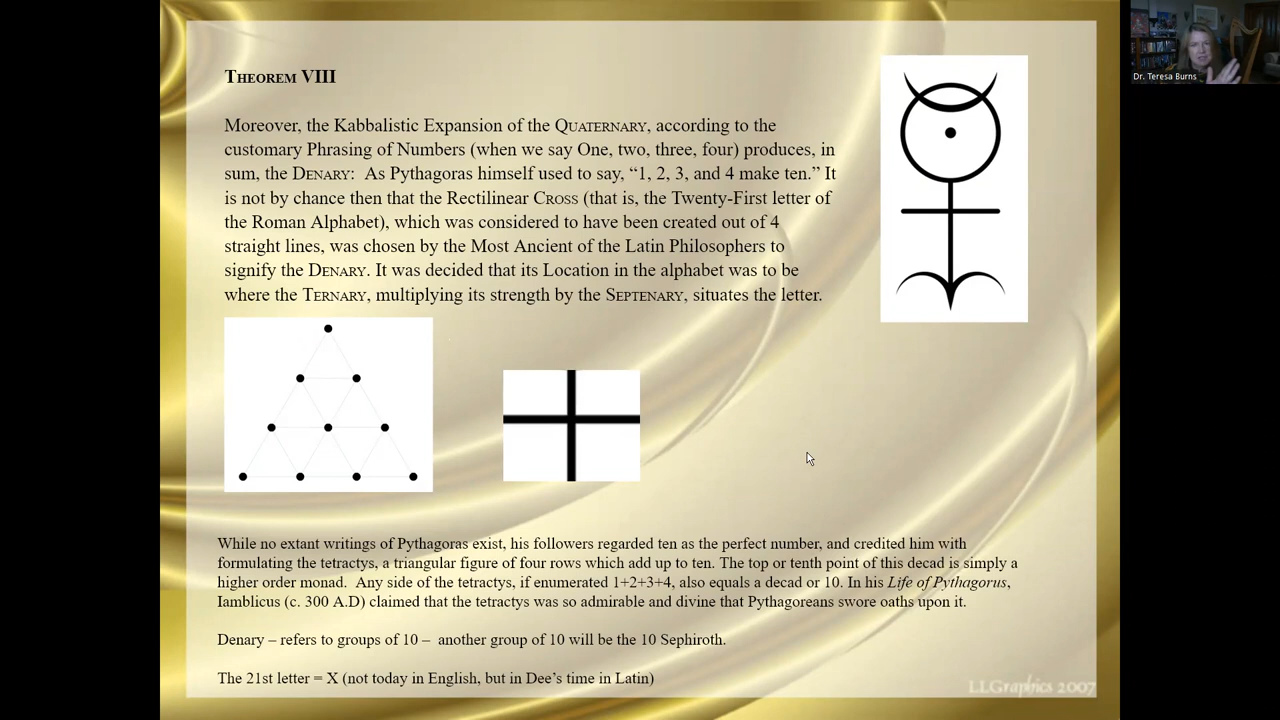 THEOREM VIII
Moreover, the Kabbalistic Expansion of the QUATERNARY, according to the
customary Phrasing of Numbers (when we say One, two, three, four) produces, in
sum, the DENARY: As Pythagoras himself used to say, “1, 2, 3, and 4 make ten.” It
is not by chance then that the Rectilinear CROSS (that is, the Twenty-First letter of
the Roman Alphabet), which was considered to have been created out of 4
straight lines, was chosen by the Most Ancient of the Latin Philosophers to
signify the DENARY. It was decided that its Location in the alphabet was to be
where the TERNARY, multiplying its strength by the SEPTENARY, situates the letter.
While no extant writings of Pythagoras exist, his followers regarded ten as the perfect number, and credited him with
formulating the tetractys, a triangular figure of four rows which add up to ten. The top or tenth point of this decad is simply a
higher order monad. Any side of the tetractys, if enumerated 1+2+3+4, also equals a decad or 10. In his Life of Pythagorus,
Iamblicus (c. 300 A.D) claimed that the tetractys was so admirable and divine that Pythagoreans swore oaths upon it.
Denary – refers to groups of 10 – another group of 10 will be the 10 Sephiroth.
The 21st letter = X (not today in English, but in Dee’s time in Latin)
LLGraphics 2007
Dr. Teresa Burns